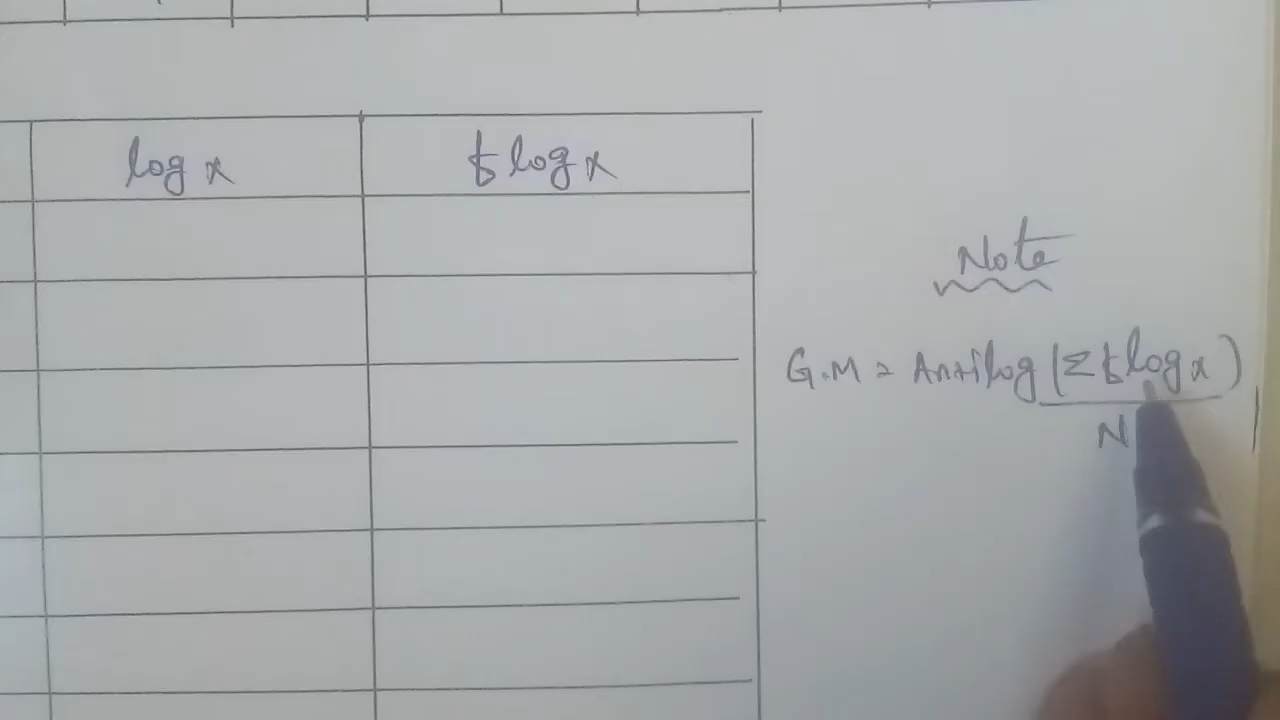 log x
f log x
Note
G.M = Antilog (Σ f log x)
N